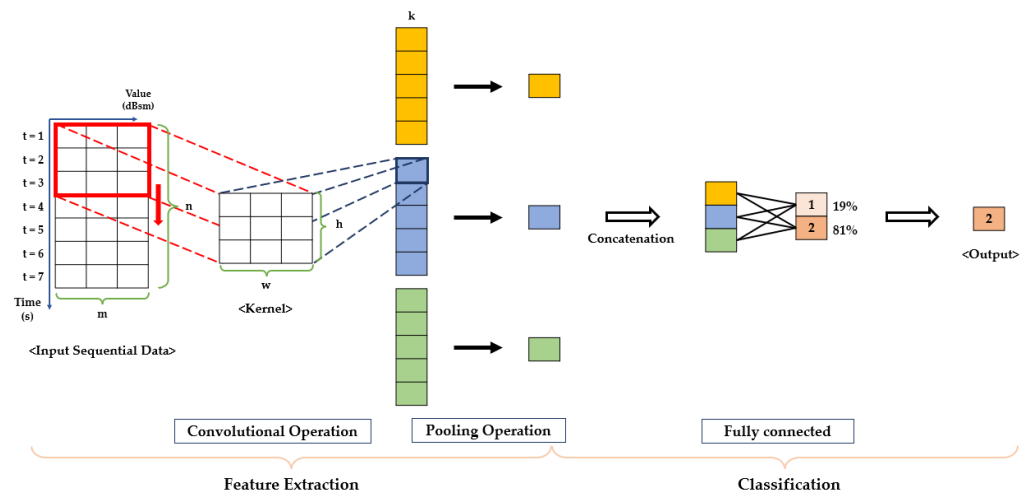 k
Value
(dBsm)
t = 1
t = 2
t = 3
t = 4
t = 5
t = 6
t = 7
Time
(s)
n
m
<Input Sequential Data>
h
w
<Kernel>
Concatenation
1
19%
2
81%
2
<Output>
Convolutional Operation
Pooling Operation
Fully connected
Feature Extraction
Classification